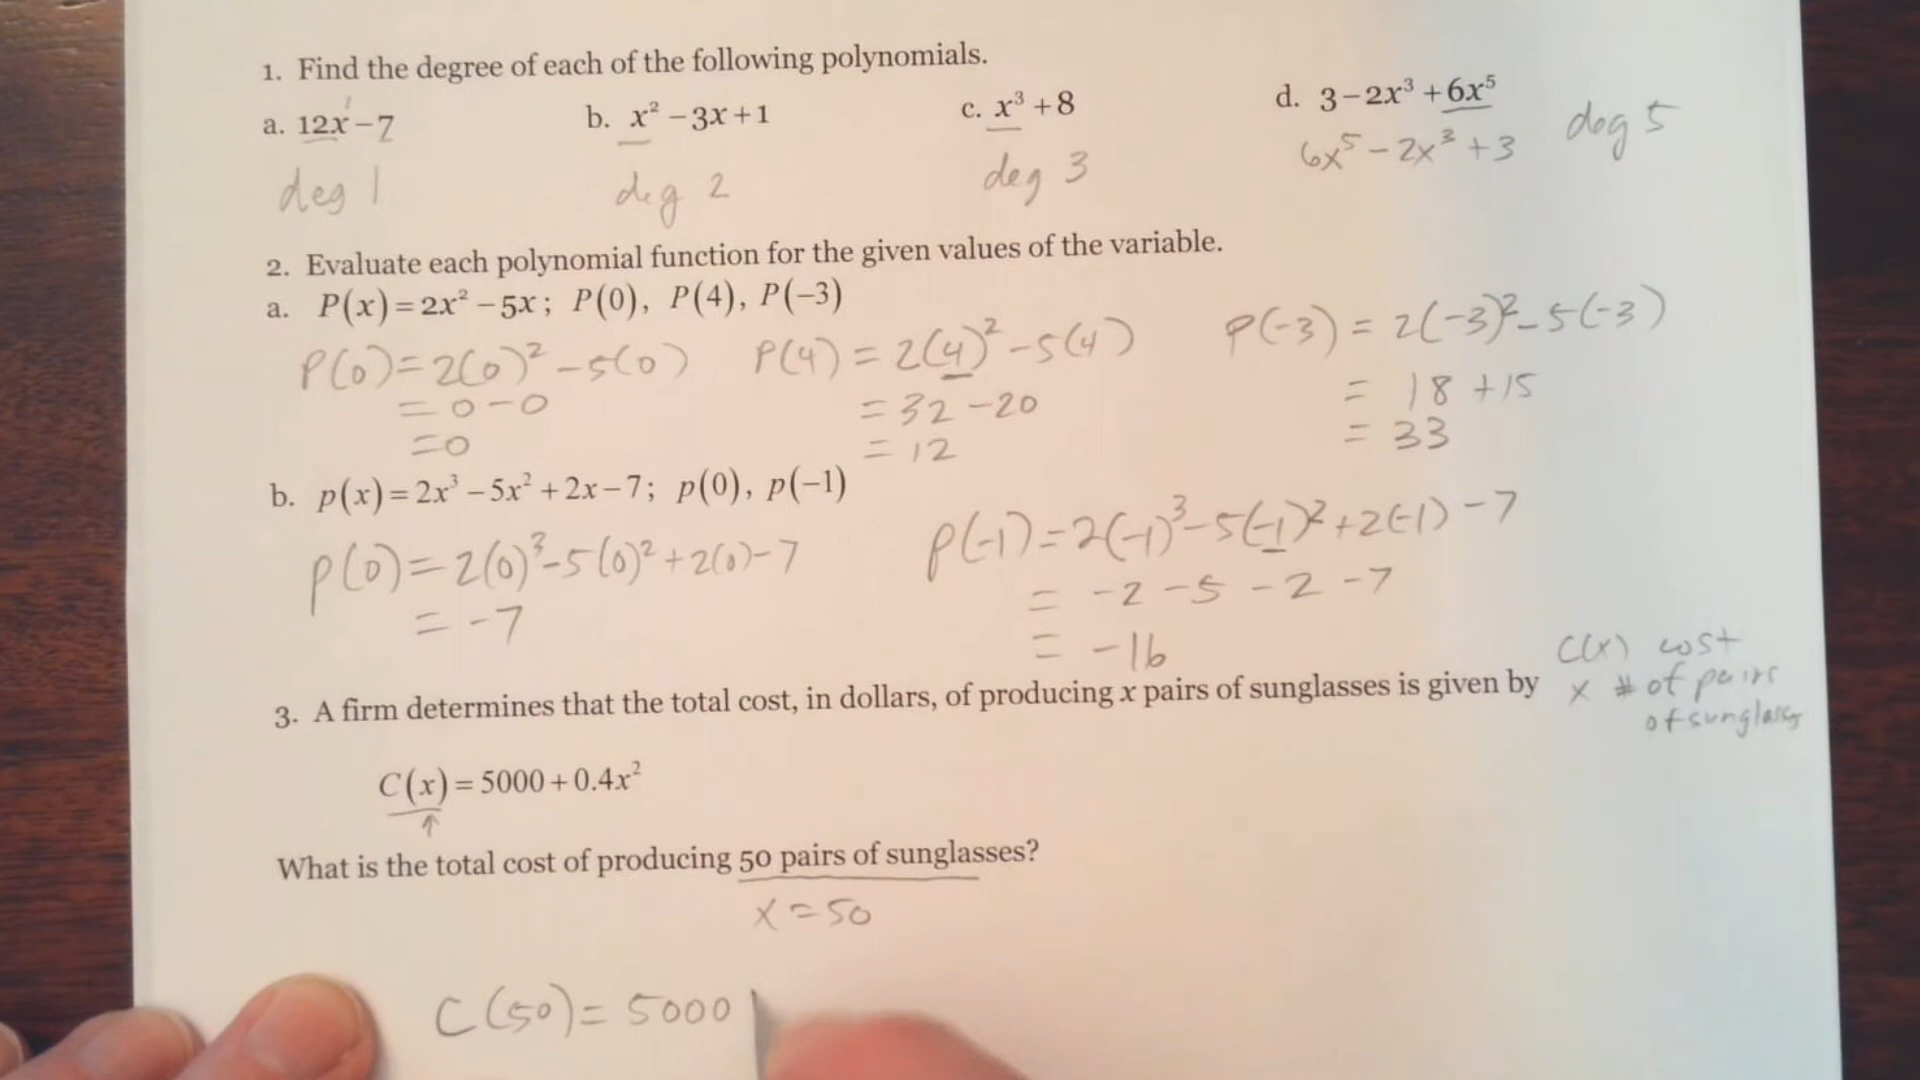 1. Find the degree of each of the following polynomials.
a. 12x¹ − 7
b. x² − 3x + 1
c. x³ + 8
d. 3 − 2x³ + 6x⁵
deg 1
deg 2
deg 3
6x⁵ − 2x³ + 3
deg 5
2. Evaluate each polynomial function for the given values of the variable.
a. P(x) = 2x² − 5x; P(0), P(4), P(−3)
P(0) = 2(0)² − 5(0)
= 0 − 0
= 0
P(4) = 2(4)² − 5(4)
= 32 − 20
= 12
P(-3) = 2(-3)² − 5(-3)
= 18 + 15
= 33
b. p(x) = 2x³ − 5x² + 2x − 7; p(0), p(−1)
p(0) = 2(0)³ − 5(0)² + 2(0) − 7
= -7
p(-1) = 2(-1)³ − 5(-1)² + 2(-1) − 7
= -2 − 5 − 2 − 7
= -16
3. A firm determines that the total cost, in dollars, of producing x pairs of sunglasses is given by
C(x) cost
x # of pairs
of sunglasses
C(x) = 5000 + 0.4x²
What is the total cost of producing 50 pairs of sunglasses?
x = 50
C(50) = 5000